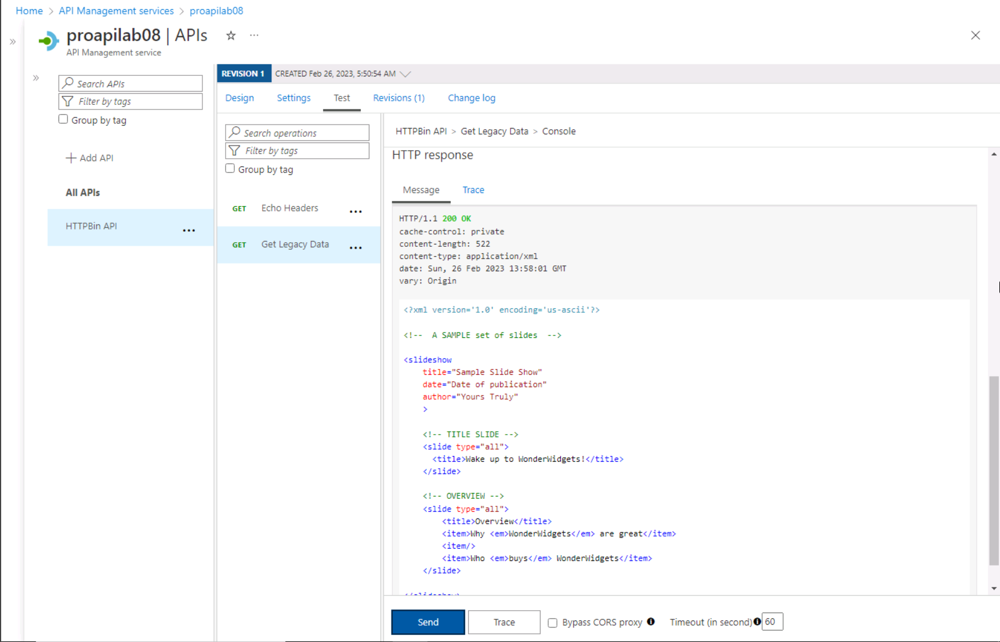 Home > API Management services > proapilab08
proapilab08 | APIs
API Management service
Search APIs
Filter by tags
Group by tag
Add API
All APIs
HTTPBin API
REVISION 1 CREATED Feb 26, 2023, 5:50:54 AM
Design Settings Test Revisions (1) Change log
Search operations
Filter by tags
Group by tag
GET Echo Headers
GET Get Legacy Data
HTTPBin API > Get Legacy Data > Console
HTTP response
Message Trace
HTTP/1.1 200 OK
cache-control: private
content-length: 522
content-type: application/xml
date: Sun, 26 Feb 2023 13:58:01 GMT
vary: Origin
<?xml version='1.0' encoding='us-ascii'?>
<!--  A SAMPLE set of slides  -->
<slideshow
title="Sample Slide Show"
date="Date of publication"
author="Yours Truly"
>
<!-- TITLE SLIDE -->
<slide type="all">
<title>Wake up to WonderWidgets!</title>
</slide>
<!-- OVERVIEW -->
<slide type="all">
<title>Overview</title>
<item>Why <em>WonderWidgets</em> are great</item>
<item/>
<item>Who <em>buys</em> WonderWidgets</item>
</slide>
</slideshow>
Send Trace Bypass CORS proxy Timeout (in second) 60